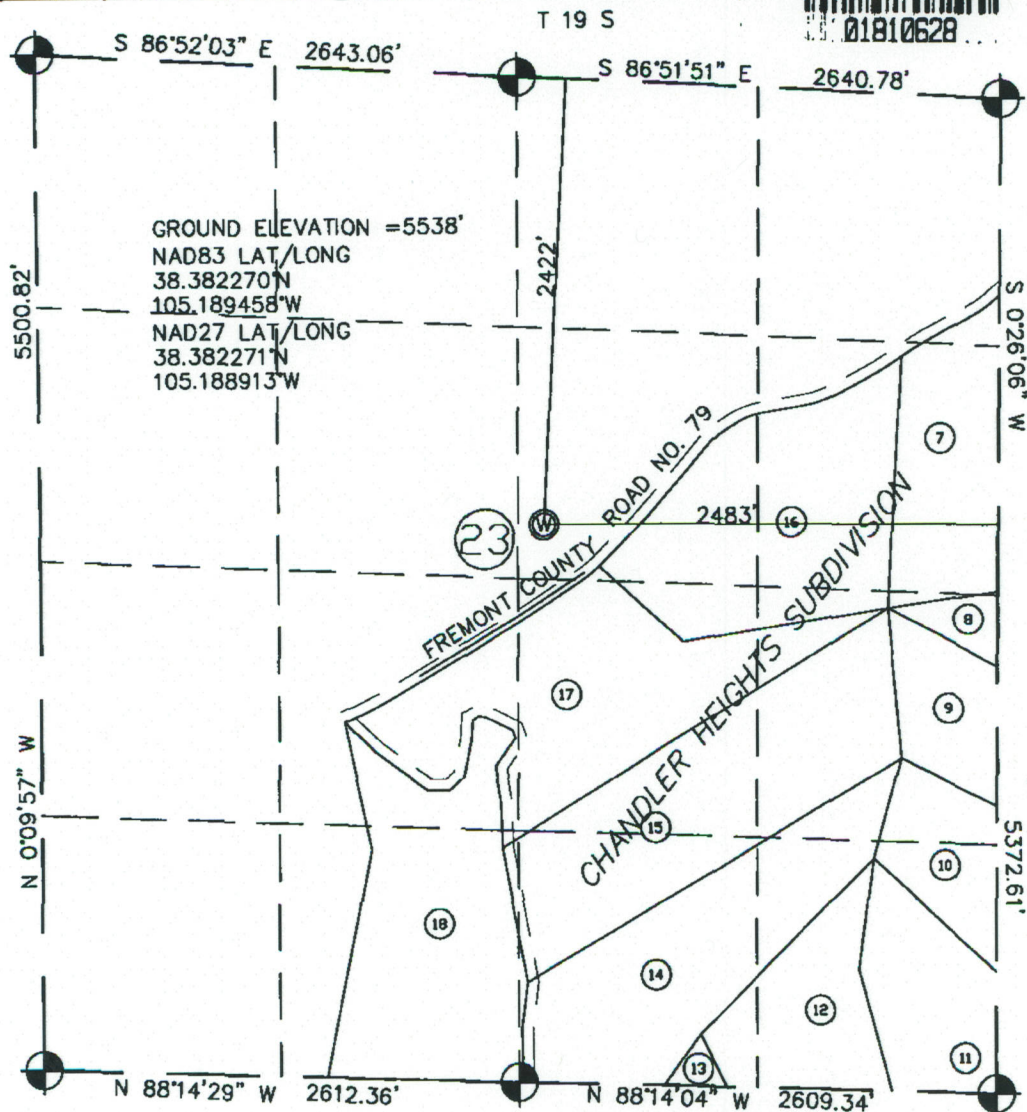 T 19 S
01810628
S 86°52'03" E 2643.06'
S 86°51'51" E 2640.78'
GROUND ELEVATION =5538'
NAD83 LAT/LONG
38.382270°N
105.189458°W
NAD27 LAT/LONG
38.382271°N
105.188913°W
5500.82'
2422'
S 0°26'06" W
7
ROAD NO. 79
2483'
16
W
23
FREMONT COUNTY
8
17
9
CHANDLER HEIGHTS SUBDIVISION
N 0°09'57" W
15
5372.61'
10
18
14
12
13
11
N 88°14'29" W 2612.36'
N 88°14'04" W 2609.34'